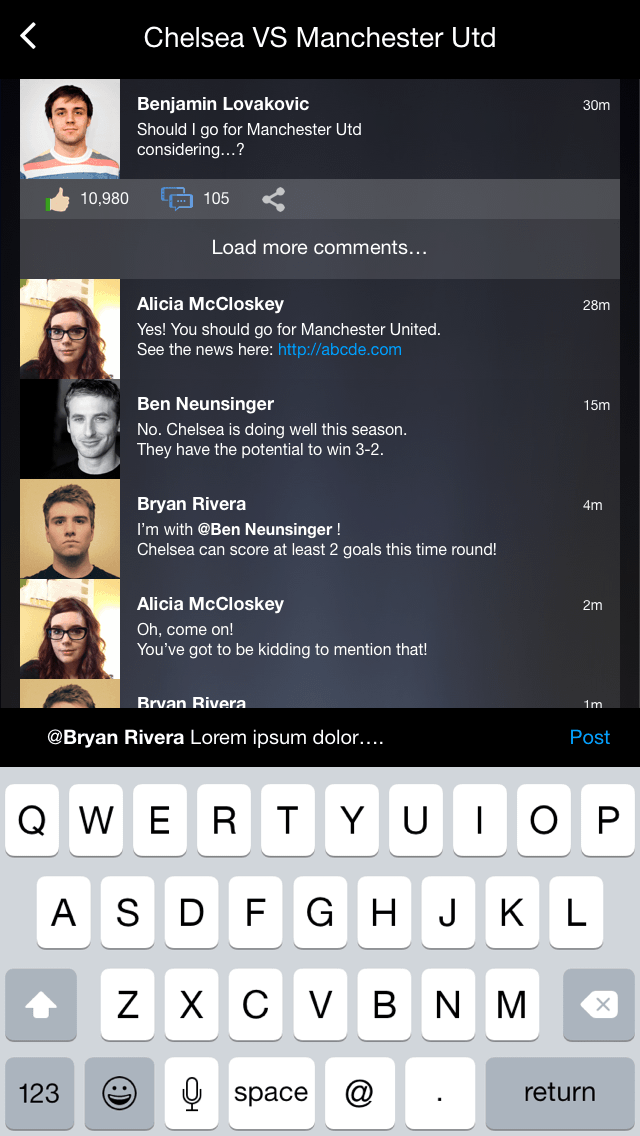 Chelsea VS Manchester Utd
Benjamin Lovakovic 30m
Should I go for Manchester Utd
considering…?
10,980 105
Load more comments…
Alicia McCloskey 28m
Yes! You should go for Manchester United.
See the news here: http://abcde.com
Ben Neunsinger 15m
No. Chelsea is doing well this season.
They have the potential to win 3-2.
Bryan Rivera 4m
I’m with @Ben Neunsinger !
Chelsea can score at least 2 goals this time round!
Alicia McCloskey 2m
Oh, come on!
You’ve got to be kidding to mention that!
Bryan Rivera 1m
@Bryan Rivera Lorem ipsum dolor…. Post
Q W E R T Y U I O P
A S D F G H J K L
Z X C V B N M
123 space @ . return